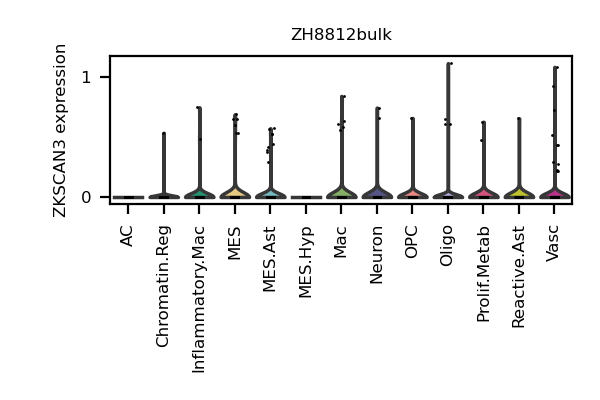 ZH8812bulk
ZKSCAN3 expression
1
0
AC
Chromatin.Reg
Inflammatory.Mac
MES
MES.Ast
MES.Hyp
Mac
Neuron
OPC
Oligo
Prolif.Metab
Reactive.Ast
Vasc